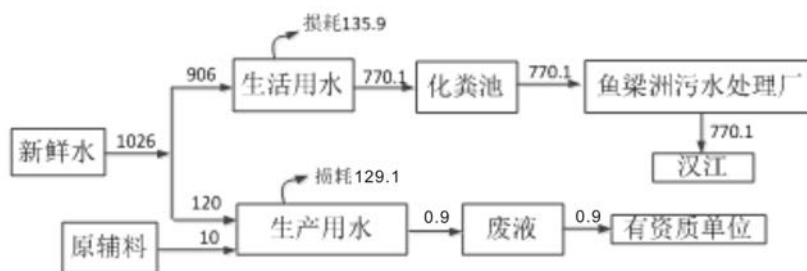 损耗135.9
906
生活用水
770.1
化粪池
770.1
鱼梁洲污水处理厂
770.1
汉江
新鲜水
1026
损耗129.1
120
生产用水
0.9
废液
0.9
有资质单位
原辅料
10